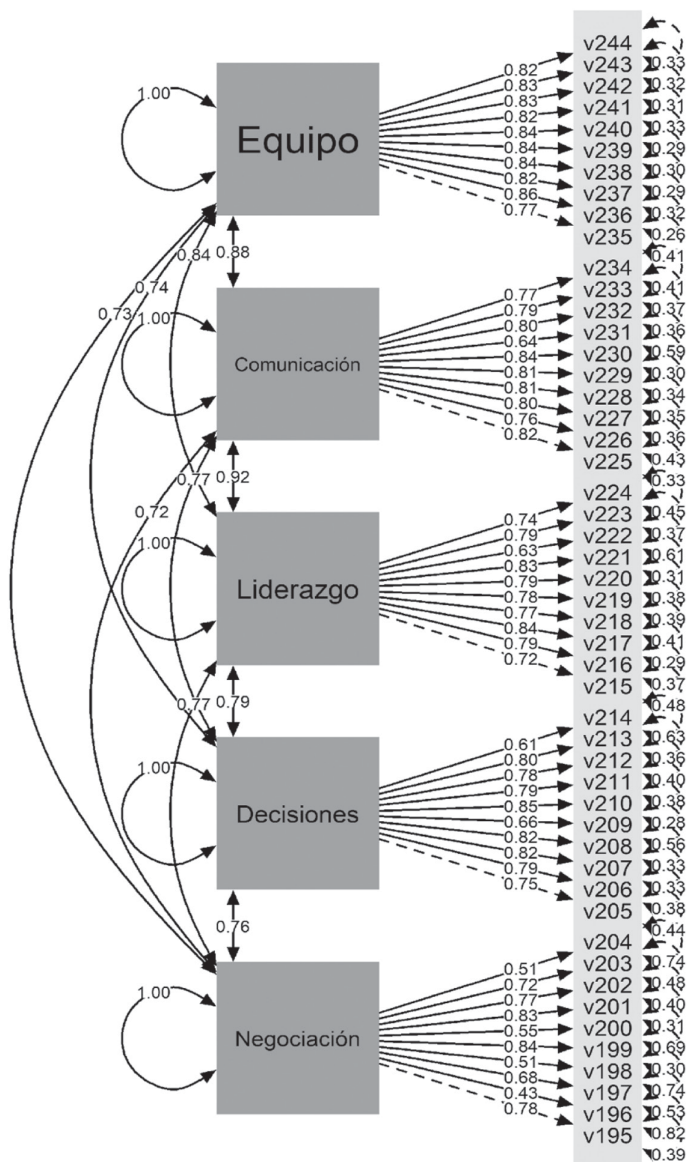 1.00
Equipo
0.82
0.83
0.83
0.82
0.84
0.84
0.84
0.82
0.86
0.77
v244
v243
v242
v241
v240
v239
v238
v237
v236
v235
0.33
0.32
0.31
0.33
0.29
0.30
0.29
0.32
0.26
0.41
0.84
0.88
0.74
0.73
1.00
Comunicación
0.77
0.79
0.80
0.64
0.84
0.81
0.81
0.80
0.76
0.82
v234
v233
v232
v231
v230
v229
v228
v227
v226
v225
0.41
0.37
0.36
0.59
0.30
0.34
0.35
0.36
0.43
0.33
0.77
0.92
0.72
1.00
Liderazgo
0.74
0.79
0.63
0.83
0.79
0.78
0.77
0.84
0.79
0.72
v224
v223
v222
v221
v220
v219
v218
v217
v216
v215
0.45
0.37
0.61
0.31
0.38
0.39
0.41
0.29
0.37
0.48
0.77
0.79
1.00
Decisiones
0.61
0.80
0.78
0.79
0.85
0.66
0.82
0.82
0.79
0.75
v214
v213
v212
v211
v210
v209
v208
v207
v206
v205
0.63
0.36
0.40
0.38
0.28
0.56
0.33
0.33
0.38
0.44
0.76
1.00
Negociación
0.51
0.72
0.77
0.83
0.55
0.84
0.51
0.68
0.43
0.78
v204
v203
v202
v201
v200
v199
v198
v197
v196
v195
0.74
0.48
0.40
0.31
0.69
0.30
0.74
0.53
0.82
0.39